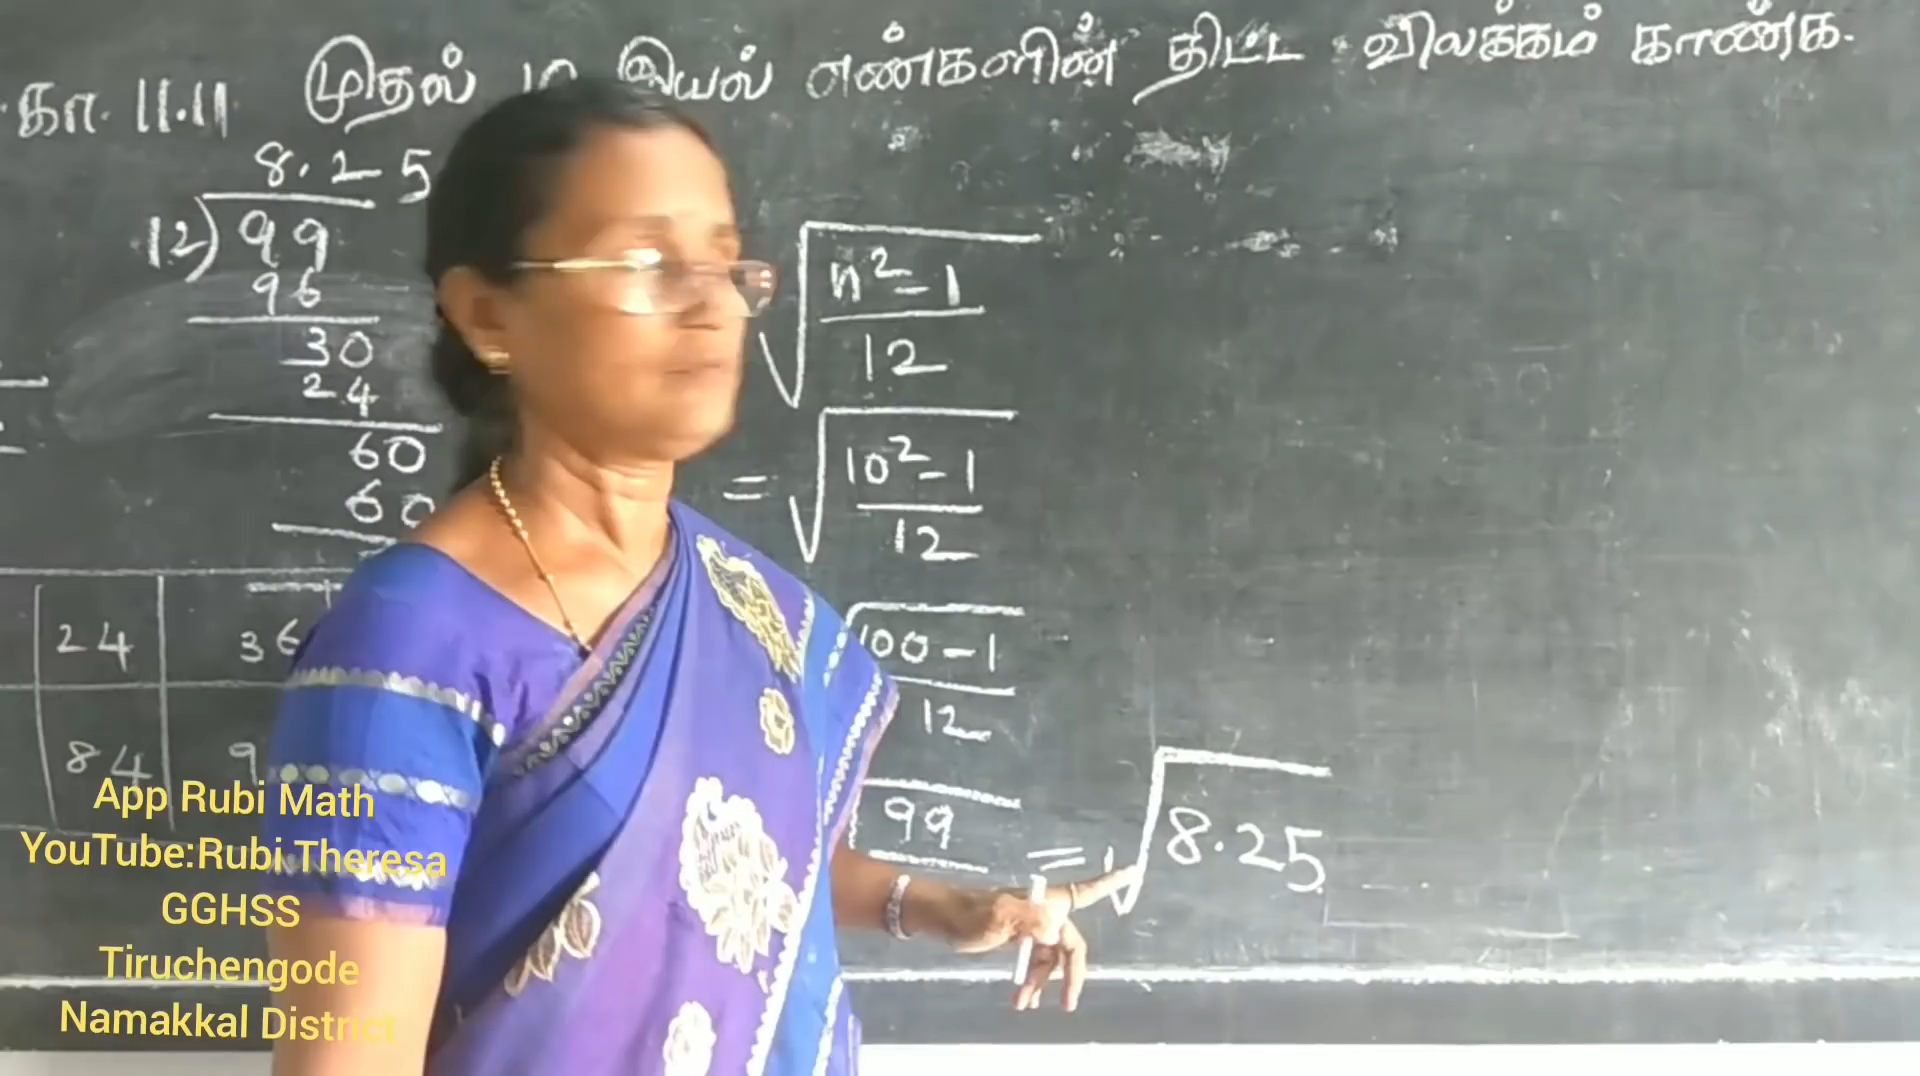 கா. 11.11 முதல் 10 இயல் எண்களின் திட்ட விலக்கம் காண்க.
8.25
12)99
96
30
24
60
60
√n²-1
12
= √10²-1
12
√100-1
12
√99
= √8.25
24 36
84 9
App Rubi Math
YouTube:Rubi Theresa
GGHSS
Tiruchengode
Namakkal District